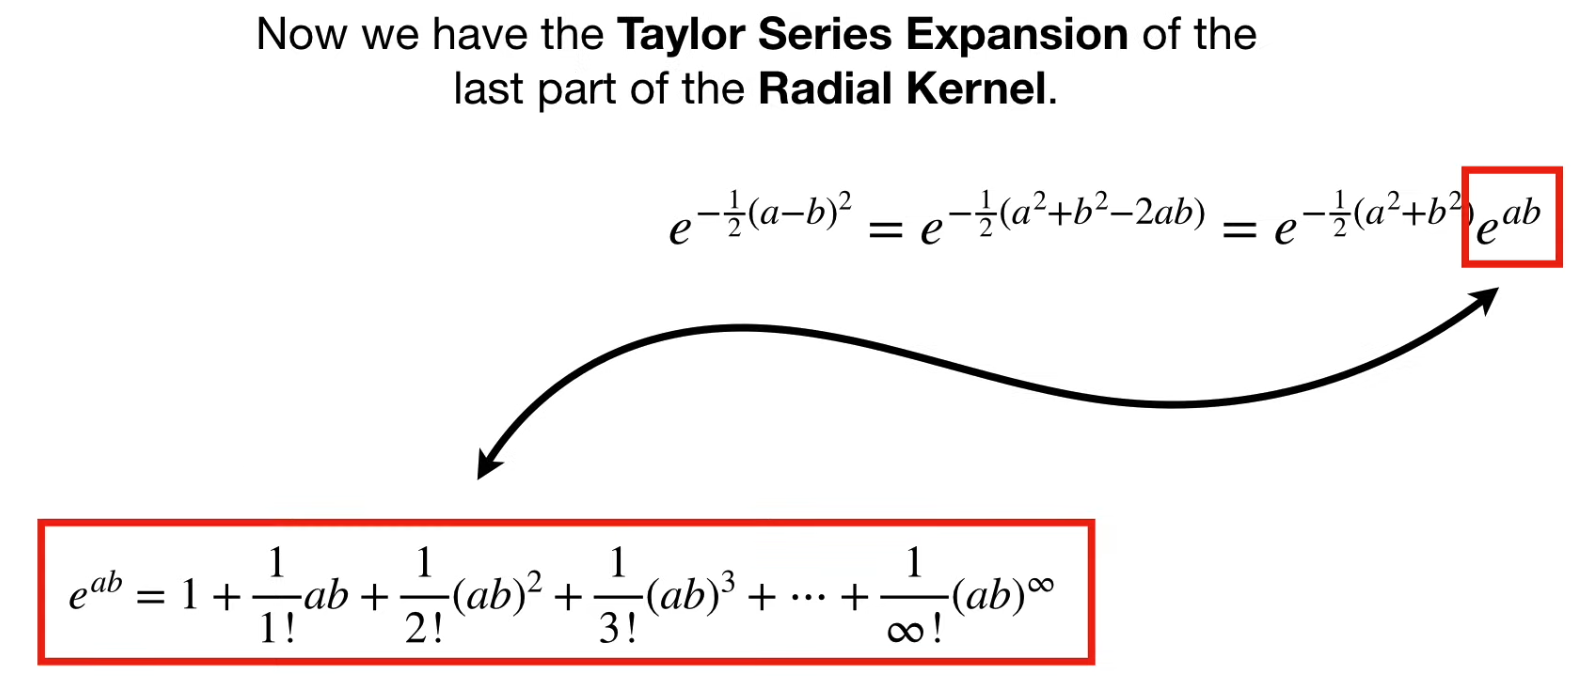 Now we have the Taylor Series Expansion of the
last part of the Radial Kernel.
e^{-\frac{1}{2}(a-b)^2} = e^{-\frac{1}{2}(a^2+b^2-2ab)} = e^{-\frac{1}{2}(a^2+b^2)}e^{ab}
e^{ab} = 1 + \frac{1}{1!}ab + \frac{1}{2!}(ab)^2 + \frac{1}{3!}(ab)^3 + \cdots + \frac{1}{\infty!}(ab)^\infty